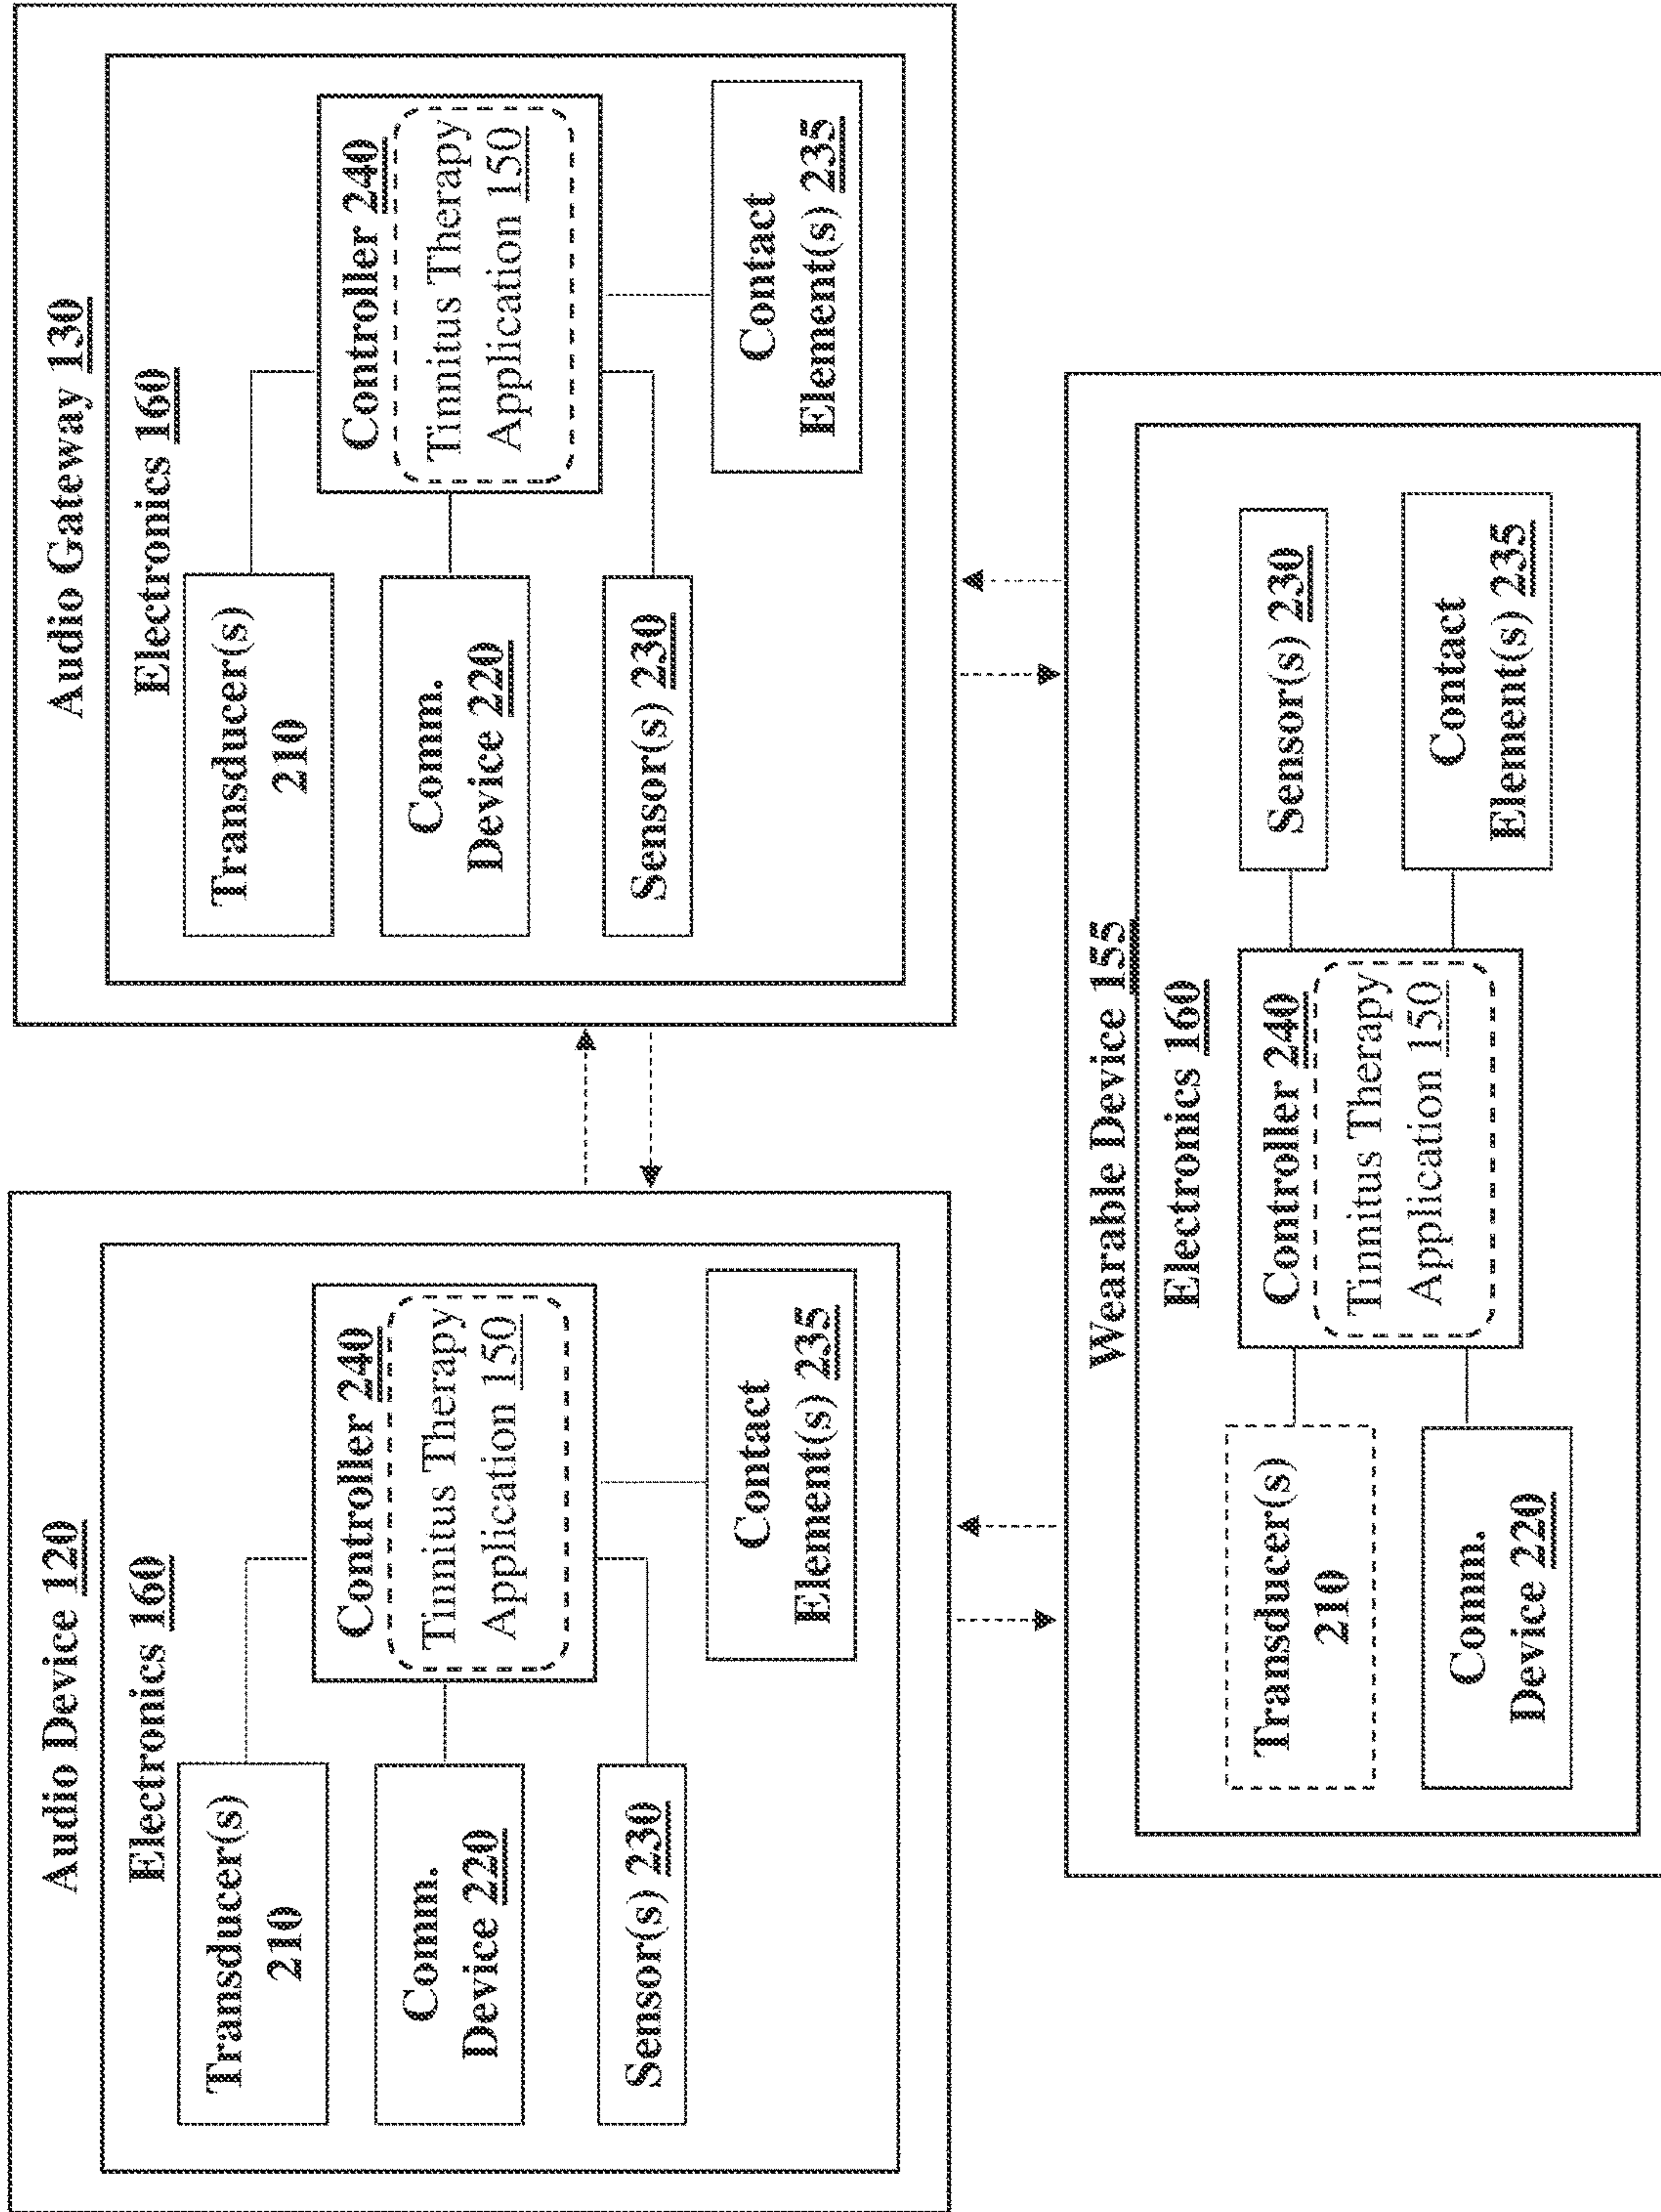 Audio Device 120
Electronics 160
Transducer(s)
210
Comm.
Device 220
Sensor(s) 230
Controller 240
Tinnitus Therapy
Application 150
Contact
Element(s) 235
Audio Gateway 130
Electronics 160
Transducer(s)
210
Comm.
Device 220
Sensor(s) 230
Controller 240
Tinnitus Therapy
Application 150
Contact
Element(s) 235
Wearable Device 155
Electronics 160
Transducer(s)
210
Comm.
Device 220
Controller 240
Tinnitus Therapy
Application 150
Sensor(s) 230
Contact
Element(s) 235